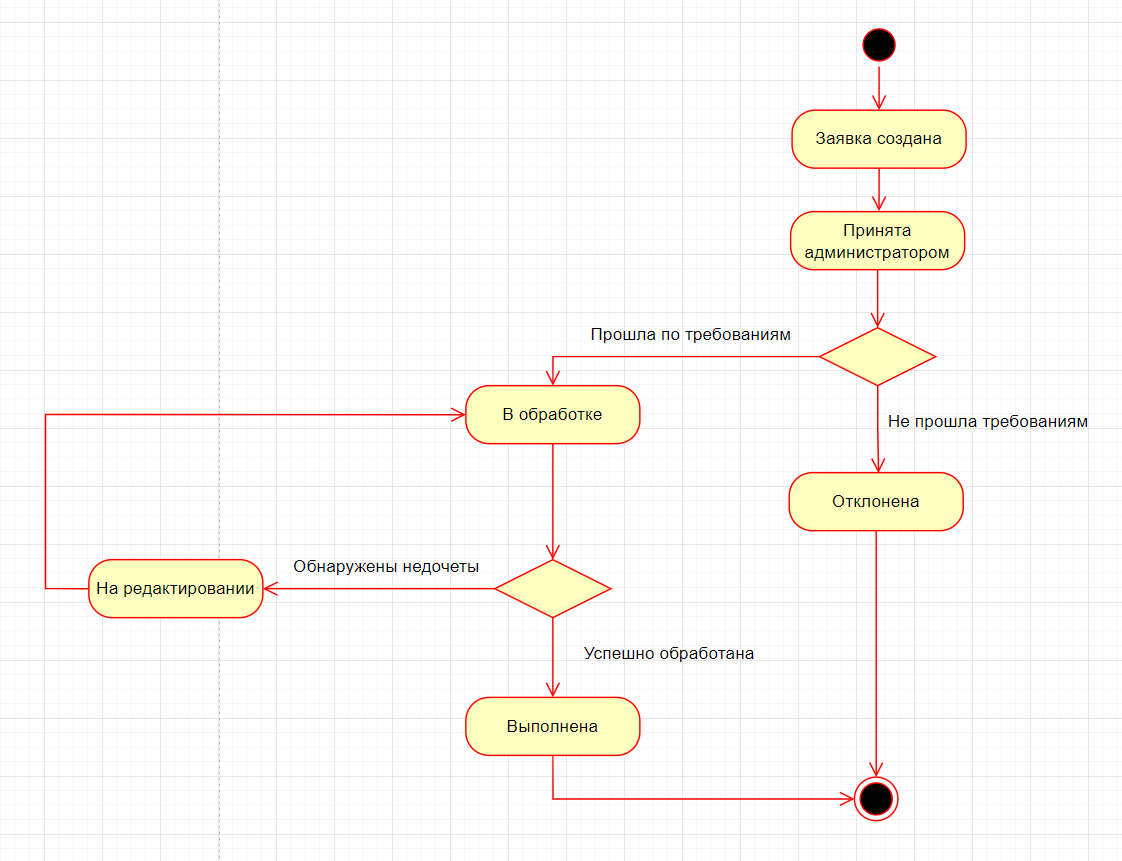 Заявка создана
Принята
администратором
Прошла по требованиям
Не прошла требованиям
В обработке
Отклонена
Обнаружены недочеты
На редактировании
Успешно обработана
Выполнена